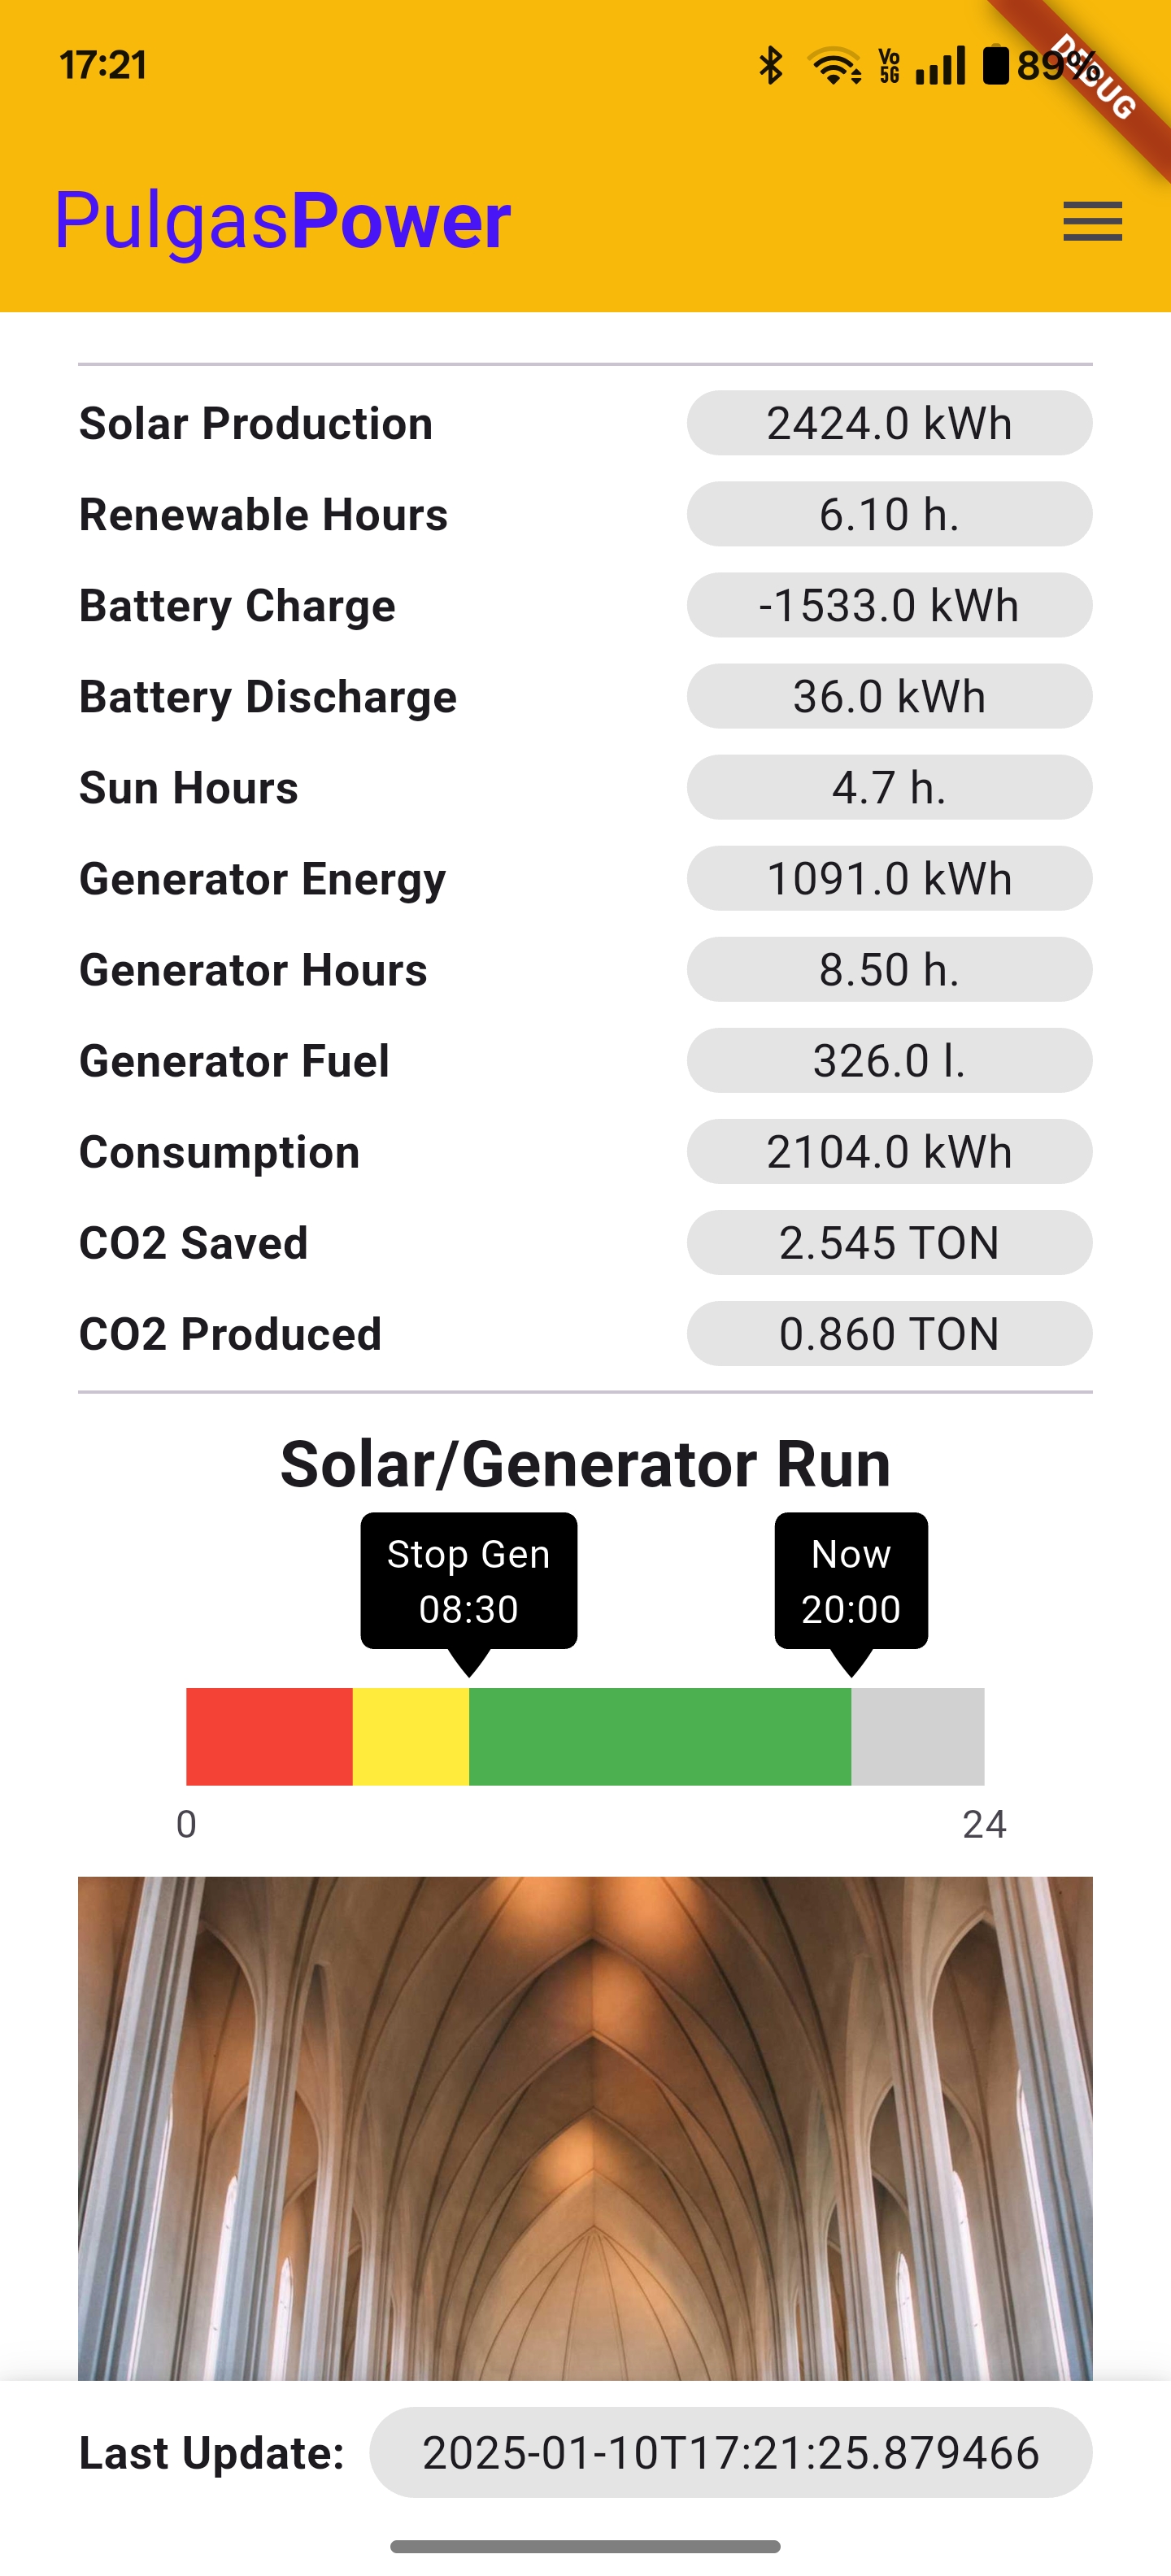 17:21
Vo
5G
89%
DEBUG
PulgasPower
Solar Production 2424.0 kWh
Renewable Hours 6.10 h.
Battery Charge -1533.0 kWh
Battery Discharge 36.0 kWh
Sun Hours 4.7 h.
Generator Energy 1091.0 kWh
Generator Hours 8.50 h.
Generator Fuel 326.0 l.
Consumption 2104.0 kWh
CO2 Saved 2.545 TON
CO2 Produced 0.860 TON
Solar/Generator Run
Stop Gen
08:30
Now
20:00
0 24
Last Update: 2025-01-10T17:21:25.879466